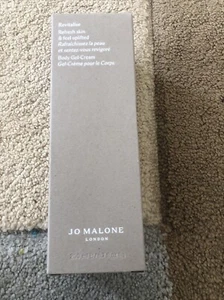 Revitalise
Refresh skin
& feel uplifted
Rafraîchissez la peau
et sentez-vous revigoré
Body Gel Cream
Gel-Crème pour le Corps
JO MALONE
LONDON